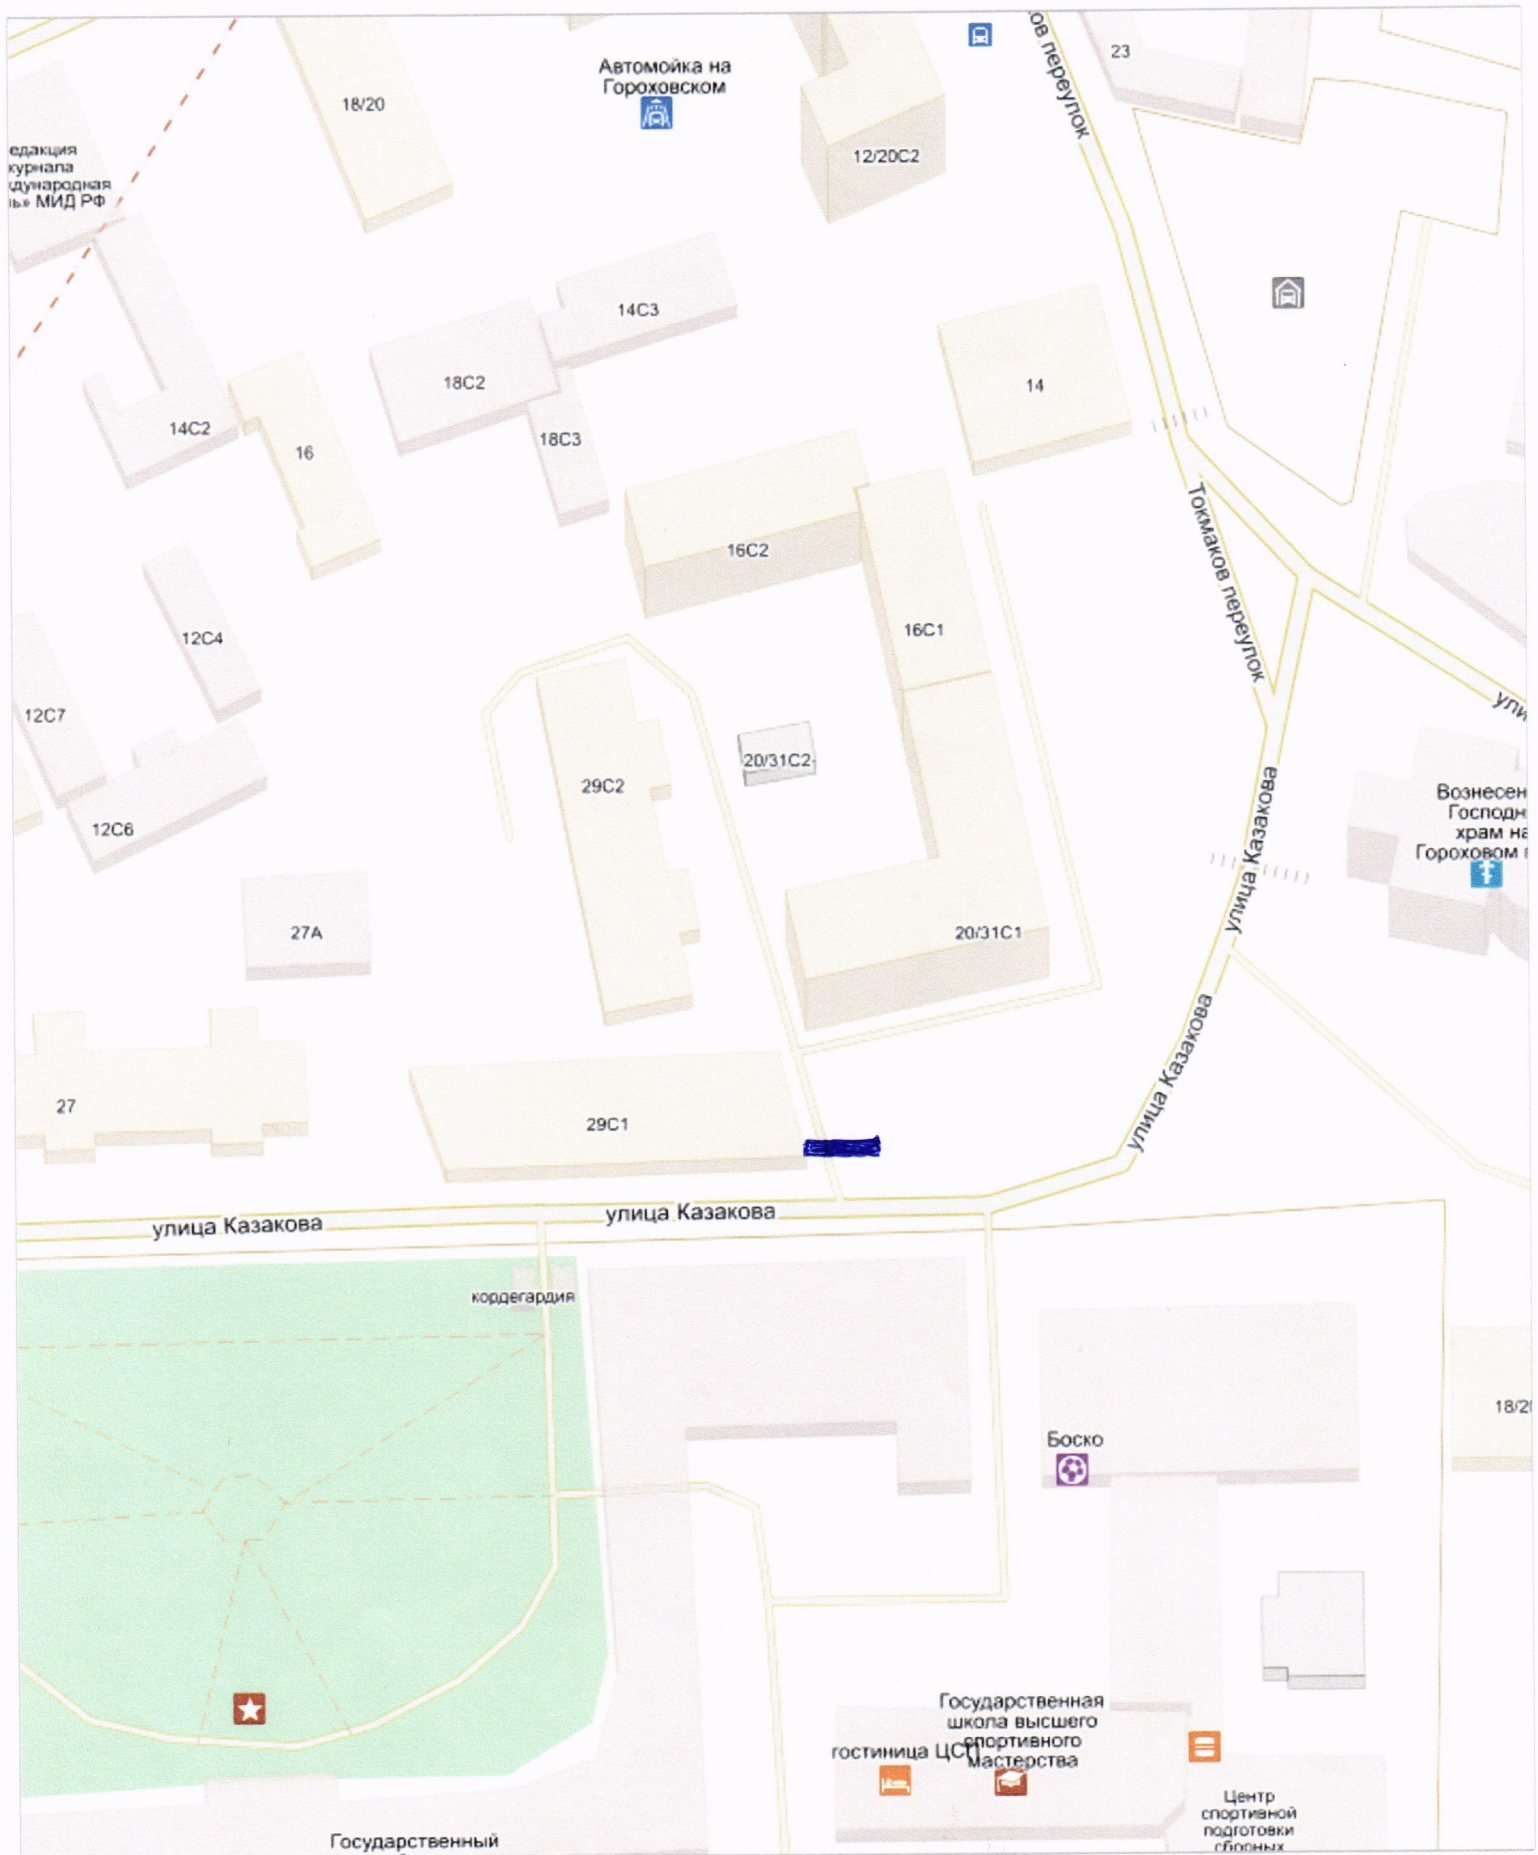 23
18/20
Автомойка на
Гороховском
12/20С2
едакция
курнала
ждународная
ь» МИД РФ
ов переулок
14С3
18С2
14
14С2
18С3
16
16С2
Токмаков переулок
16С1
12С4
12С7
20/31С2
29С2
12С6
ули
улица Казакова
Вознесен
Господн
храм на
Гороховом п
27А
20/31С1
улица Казакова
27
29С1
улица Казакова
улица Казакова
кордегардия
18/2
Боско
Государственная
школа высшего
спортивного
мастерства
гостиница ЦСП
Центр
спортивной
подготовки
сборных
Государственный